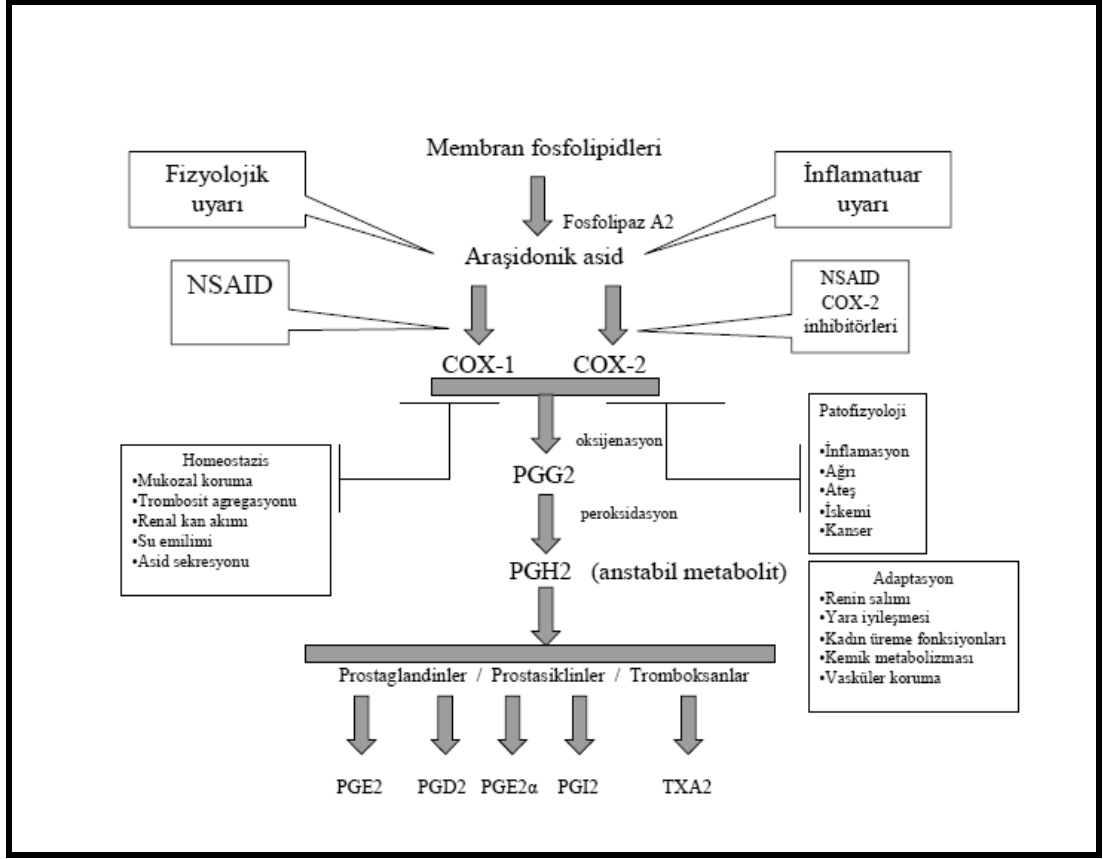 Membran fosfolipidleri
Fizyolojik
uyarı
İnflamatuar
uyarı
Fosfolipaz A2
Araşidonik asid
NSAID
NSAID
COX-2
inhibitörleri
COX-1
COX-2
oksijenasyon
PGG2
peroksidasyon
PGH2 (anstabil metabolit)
Homeostazis
•Mukozal koruma
•Trombosit agregasyonu
•Renal kan akımı
•Su emilimi
•Asid sekresyonu
Patofizyoloji
•İnflamasyon
•Ağrı
•Ateş
•İskemi
•Kanser
Adaptasyon
•Renin salımı
•Yara iyileşmesi
•Kadın üreme fonksiyonları
•Kemik metabolizması
•Vasküler koruma
Prostaglandinler / Prostasiklinler / Tromboksanlar
PGE2 PGD2 PGE2α PGI2 TXA2